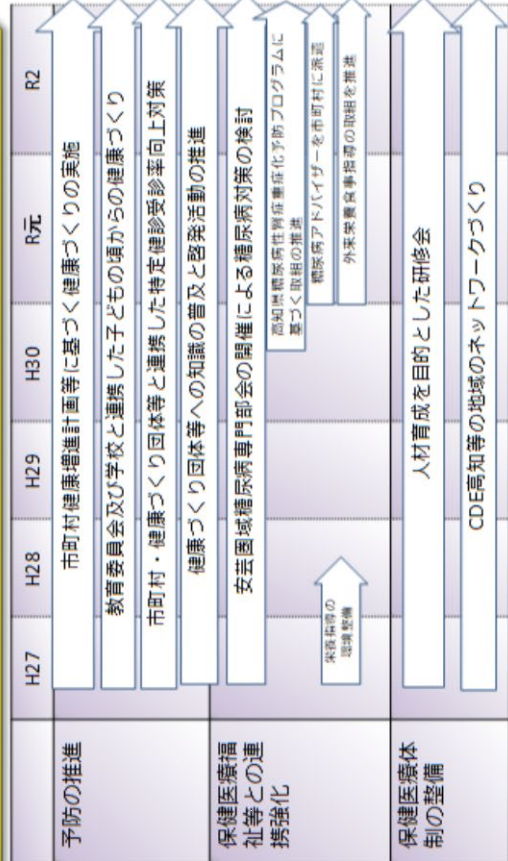 H27 H28 H29 H30 R元 R2
予防の推進
市町村健康増進計画等に基づく健康づくりの実施
教育委員会及び学校と連携した子どもの頃からの健康づくり
市町村・健康づくり団体等と連携した特定健診受診率向上対策
健康づくり団体等への知識の普及と啓発活動の推進
保健医療福
祉等との連
携強化
安芸圏域糖尿病専門部会の開催による糖尿病対策の検討
高知県糖尿病性腎症重症化予防プログラムに
基づく取組の推進
糖尿病アドバイザーを市町村に派遣
栄養指導の
環境整備
外来栄養食事指導の取組を推進
保健医療体
制の整備
人材育成を目的とした研修会
CDE高知等の地域のネットワークづくり